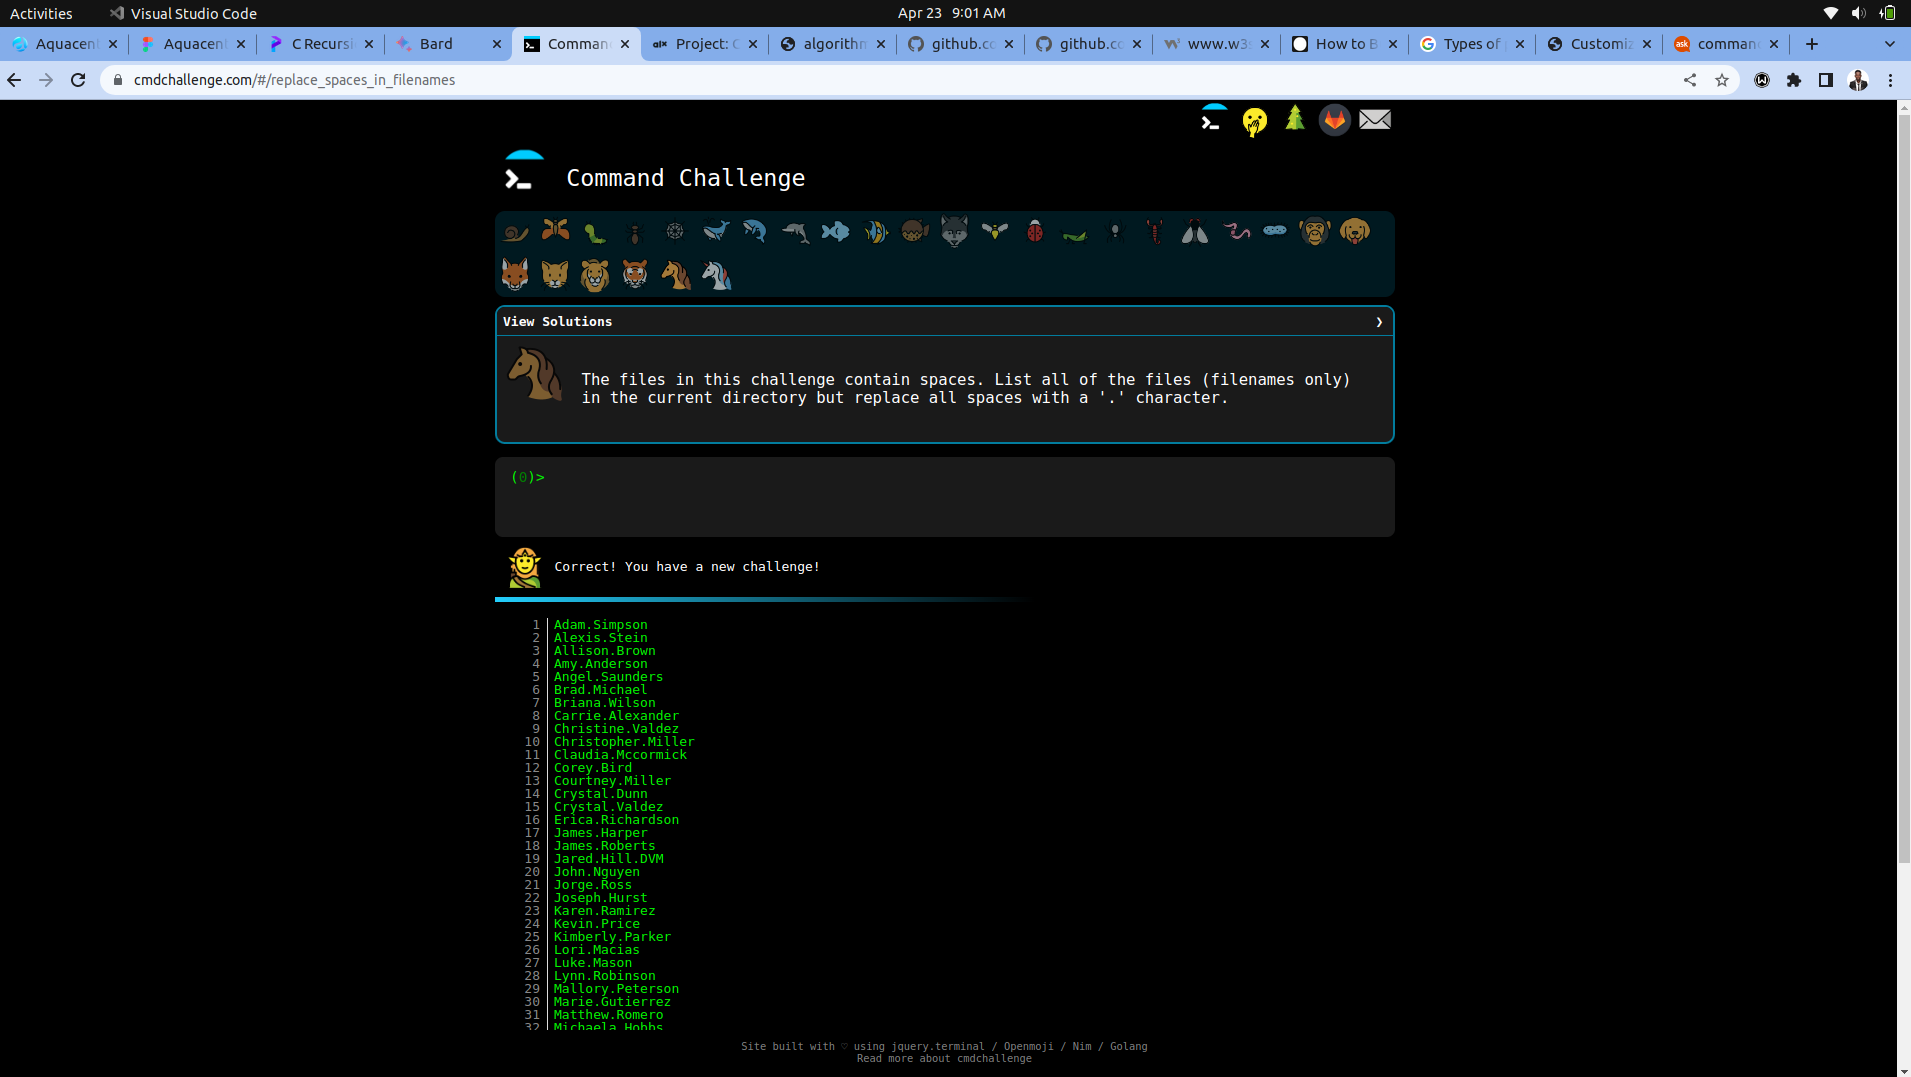 Activities Visual Studio Code Apr 23 9:01 AM
Aquacen Aquacen C Recursi Bard Comman Project: C algorithm github.co github.co www.w3 How to B Types of Customiz comman
cmdchallenge.com/#/replace_spaces_in_filenames
Command Challenge
View Solutions
The files in this challenge contain spaces. List all of the files (filenames only)
in the current directory but replace all spaces with a '.' character.
(0)>
Correct! You have a new challenge!
1 Adam.Simpson
2 Alexis.Stein
3 Allison.Brown
4 Amy.Anderson
5 Angel.Saunders
6 Brad.Michael
7 Briana.Wilson
8 Carrie.Alexander
9 Christine.Valdez
10 Christopher.Miller
11 Claudia.Mccormick
12 Corey.Bird
13 Courtney.Miller
14 Crystal.Dunn
15 Crystal.Valdez
16 Erica.Richardson
17 James.Harper
18 James.Roberts
19 Jared.Hill.DVM
20 John.Nguyen
21 Jorge.Ross
22 Joseph.Hurst
23 Karen.Ramirez
24 Kevin.Price
25 Kimberly.Parker
26 Lori.Macias
27 Luke.Mason
28 Lynn.Robinson
29 Mallory.Peterson
30 Marie.Gutierrez
31 Matthew.Romero
32 Michaela.Hobbs
Site built with ♡ using jquery.terminal / Openmoji / Nim / Golang
Read more about cmdchallenge